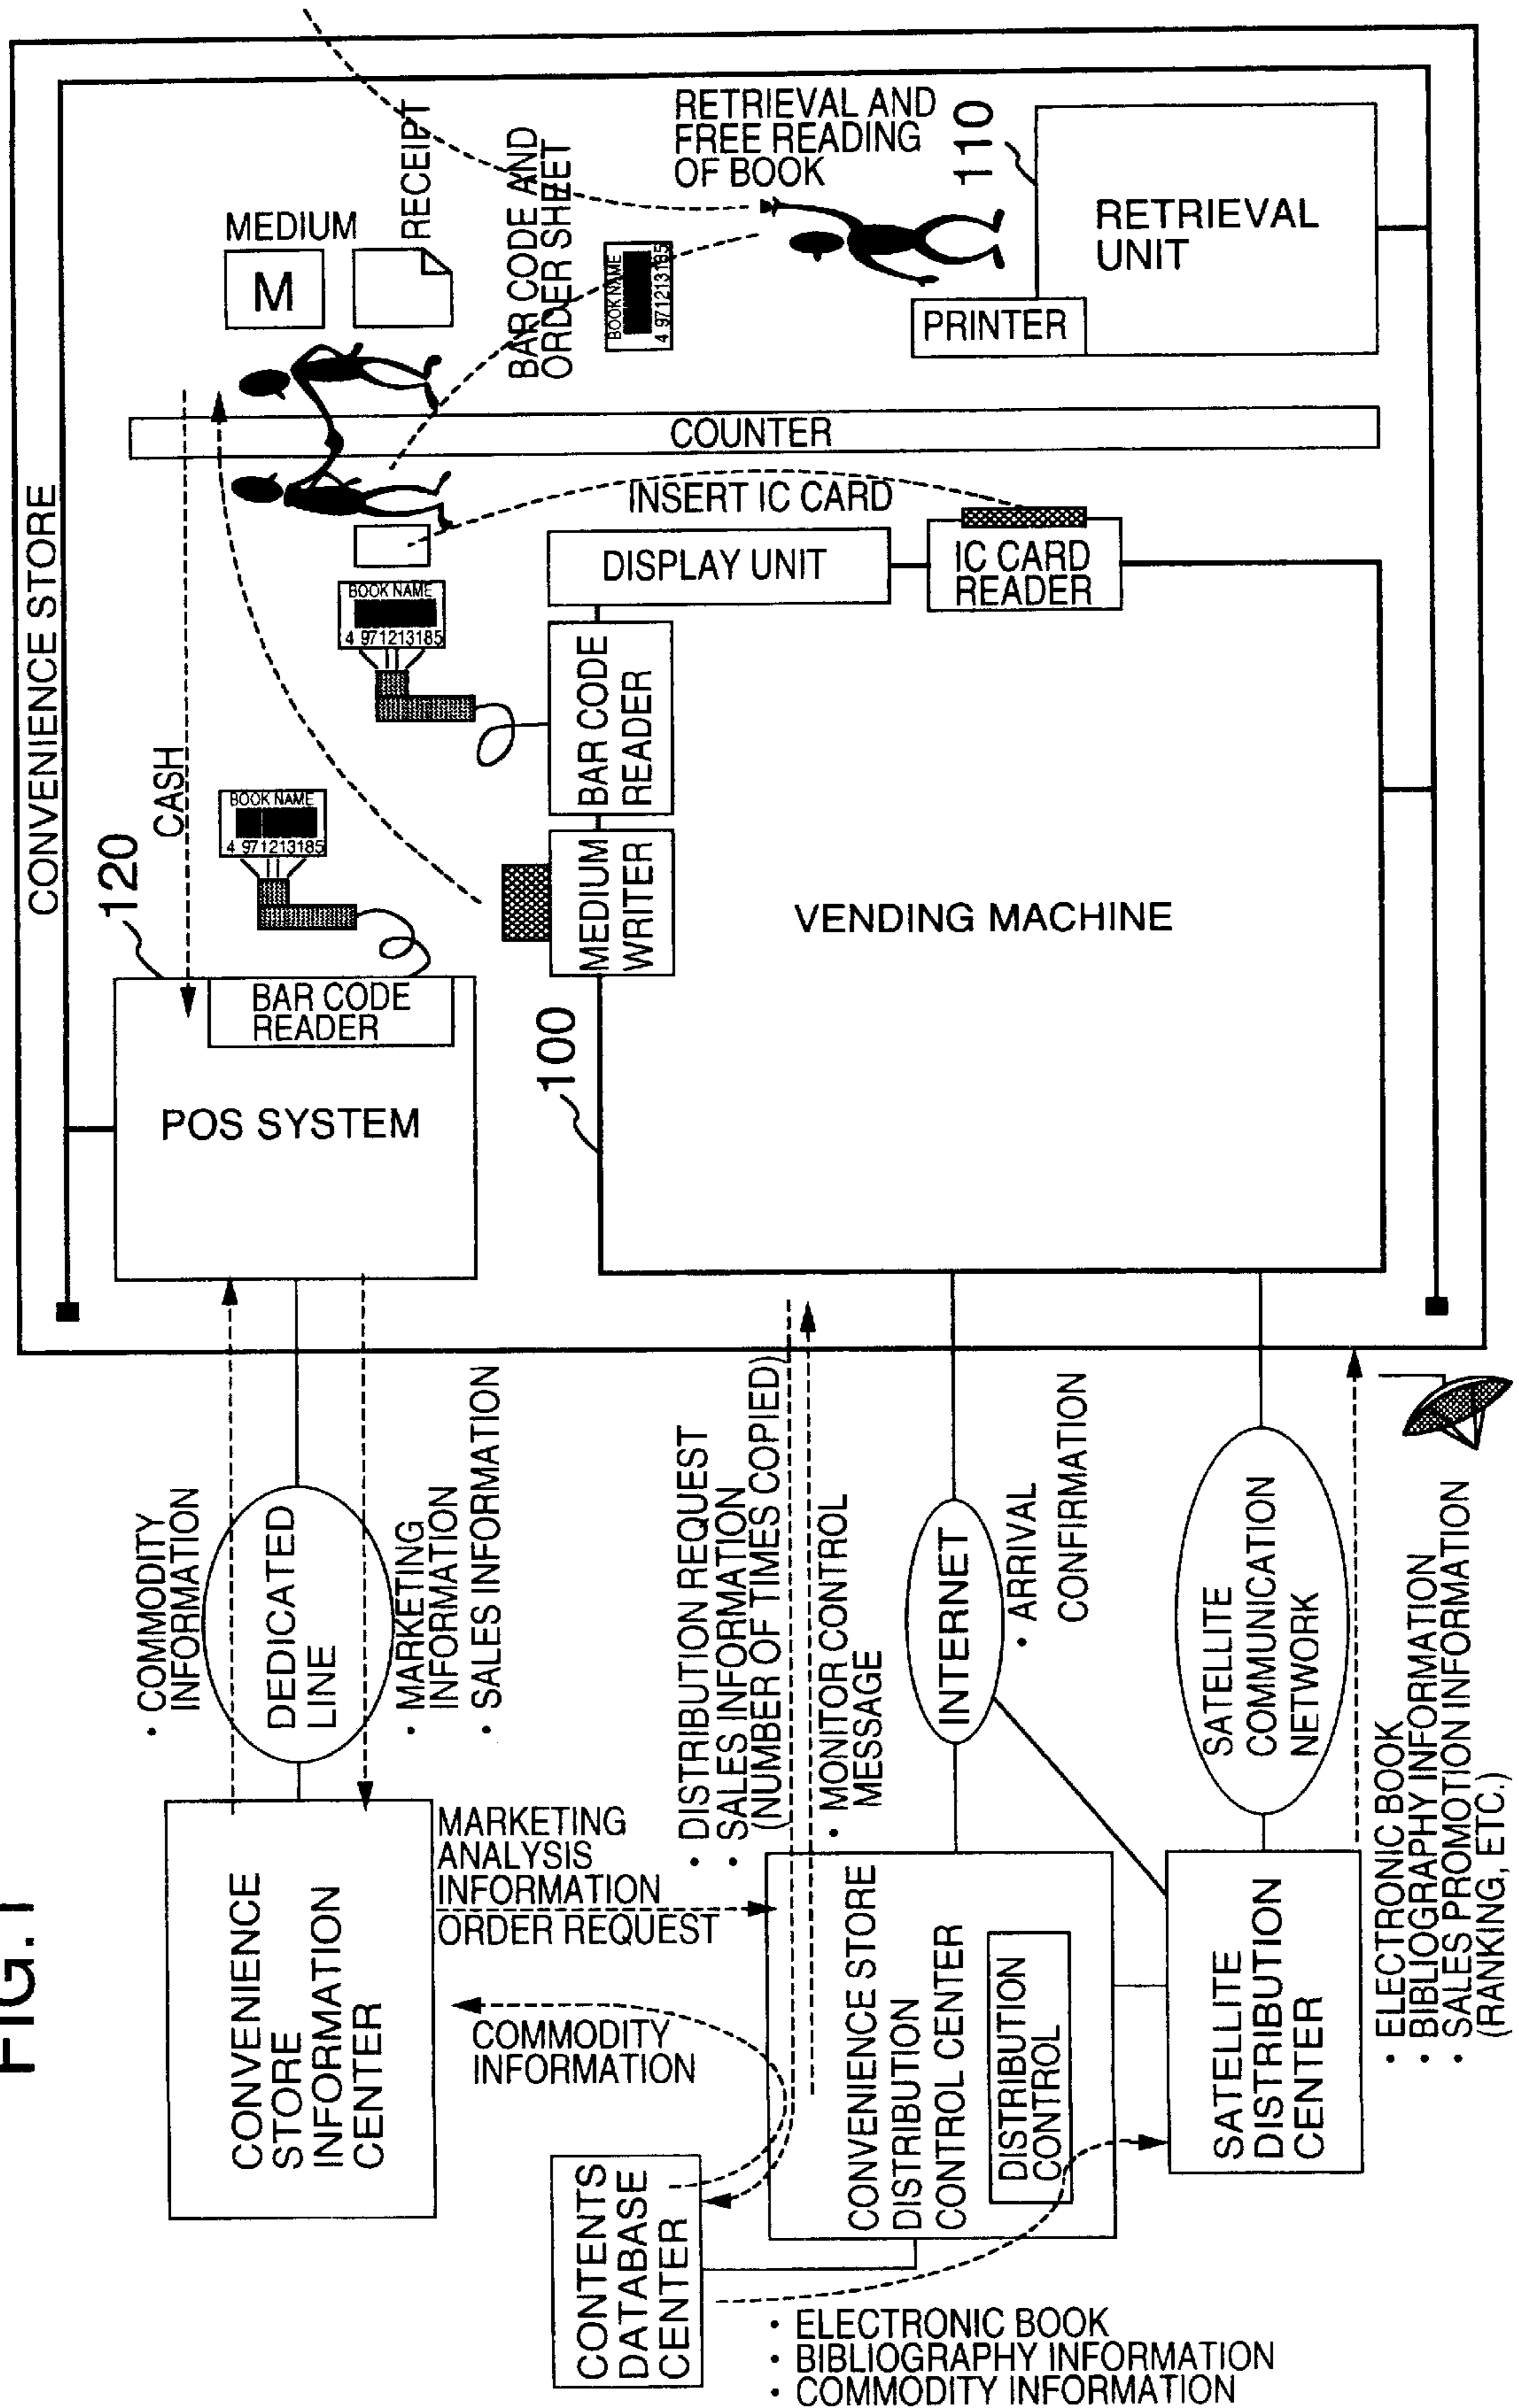 FIG. 1
CONVENIENCE STORE
CONVENIENCE
STORE
INFORMATION
CENTER
• COMMODITY
INFORMATION
DEDICATED
LINE
• MARKETING
INFORMATION
• SALES INFORMATION
POS SYSTEM
BAR CODE
READER
120
CASH
BOOK NAME
4 971213185
MEDIUM
M
RECEIPT
BOOK NAME
4 971213185
BAR CODE AND
ORDER SHEET
BOOK NAME
4 971213185
RETRIEVAL AND
FREE READING
OF BOOK
110
RETRIEVAL
UNIT
PRINTER
COUNTER
INSERT IC CARD
DISPLAY UNIT
IC CARD
READER
BAR CODE
READER
MEDIUM
WRITER
100
VENDING MACHINE
MARKETING
ANALYSIS
INFORMATION
ORDER REQUEST
COMMODITY
INFORMATION
• DISTRIBUTION REQUEST
• SALES INFORMATION
(NUMBER OF TIMES COPIED)
• MONITOR CONTROL
MESSAGE
CONTENTS
DATABASE
CENTER
CONVENIENCE STORE
DISTRIBUTION
CONTROL CENTER
DISTRIBUTION
CONTROL
INTERNET
• ARRIVAL
CONFIRMATION
SATELLITE
DISTRIBUTION
CENTER
SATELLITE
COMMUNICATION
NETWORK
• ELECTRONIC BOOK
• BIBLIOGRAPHY INFORMATION
• COMMODITY INFORMATION
• ELECTRONIC BOOK
• BIBLIOGRAPHY INFORMATION
• SALES PROMOTION INFORMATION
(RANKING, ETC.)